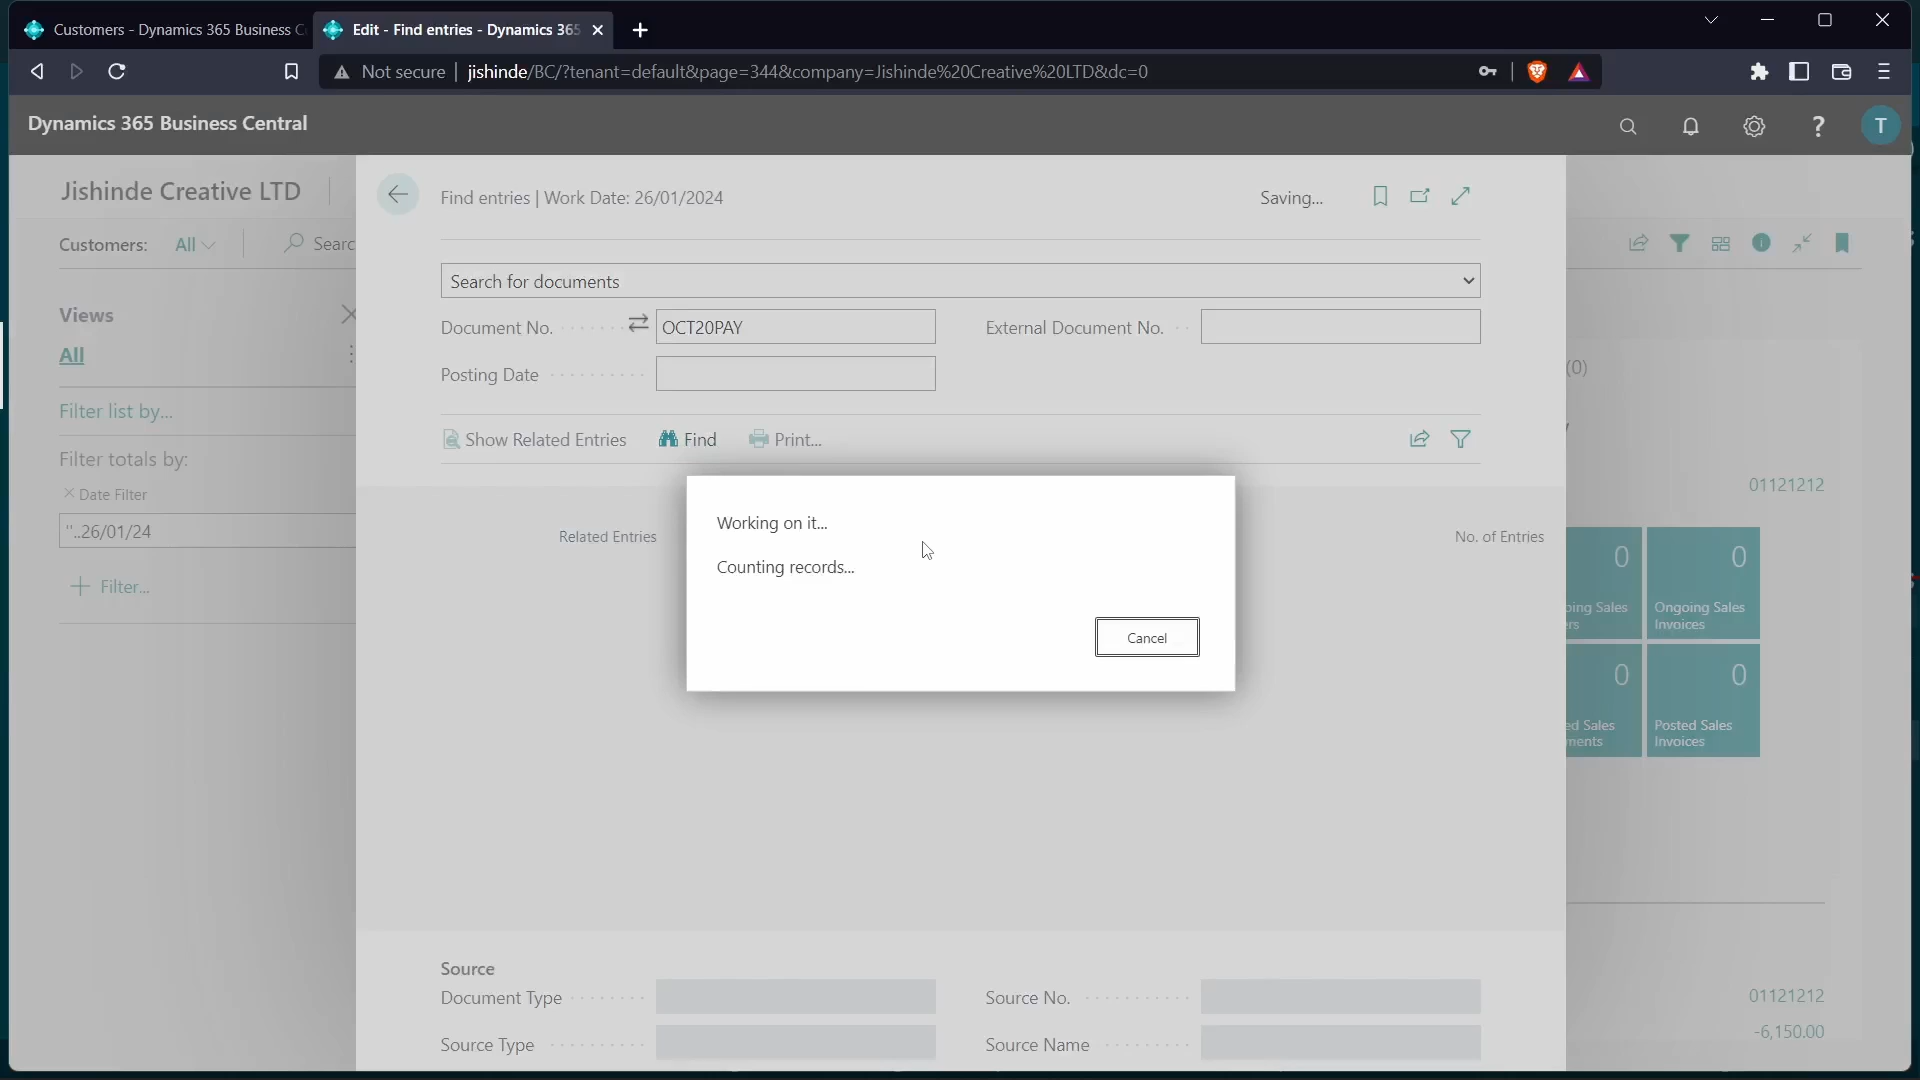 Customers - Dynamics 365 Business C
Edit - Find entries - Dynamics 365
Not secure
jishinde/BC/?tenant=default&page=344&company=Jishinde%20Creative%20LTD&dc=0
Dynamics 365 Business Central
T
Jishinde Creative LTD
Find entries | Work Date: 26/01/2024
Saving...
Customers: All
Searc
Search for documents
Views
All
Document No.
OCT20PAY
External Document No.
Posting Date
(0)
Filter list by...
Show Related Entries
Find
Print...
Filter totals by:
Date Filter
01121212
''..26/01/24
Working on it...
Related Entries
No. of Entries
Counting records...
Filter...
0
0
oing Sales
Ongoing Sales
Invoices
Cancel
0
0
ed Sales
ments
Posted Sales
Invoices
Source
Document Type
Source No.
01121212
-6,150.00
Source Type
Source Name